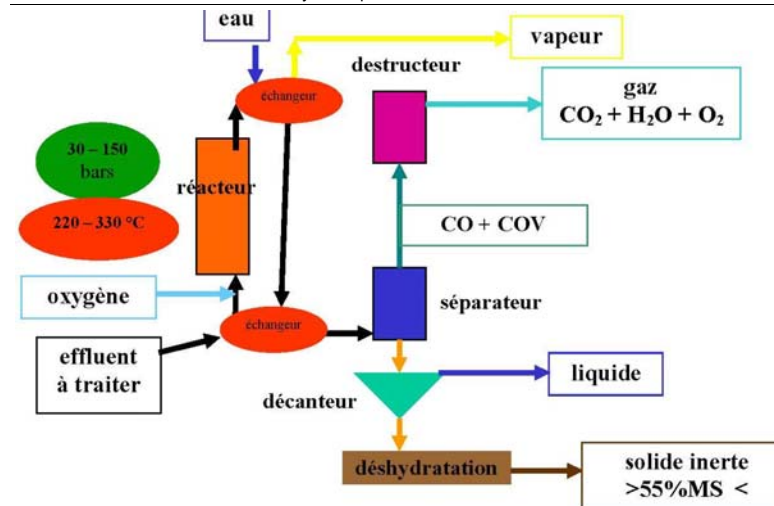 eau
vapeur
destructeur
échangeur
gaz
CO₂ + H₂O + O₂
30 – 150
bars
réacteur
220 – 330 °C
CO + COV
oxygène
séparateur
échangeur
effluent
à traiter
liquide
décanteur
déshydratation
solide inerte
>55%MS <